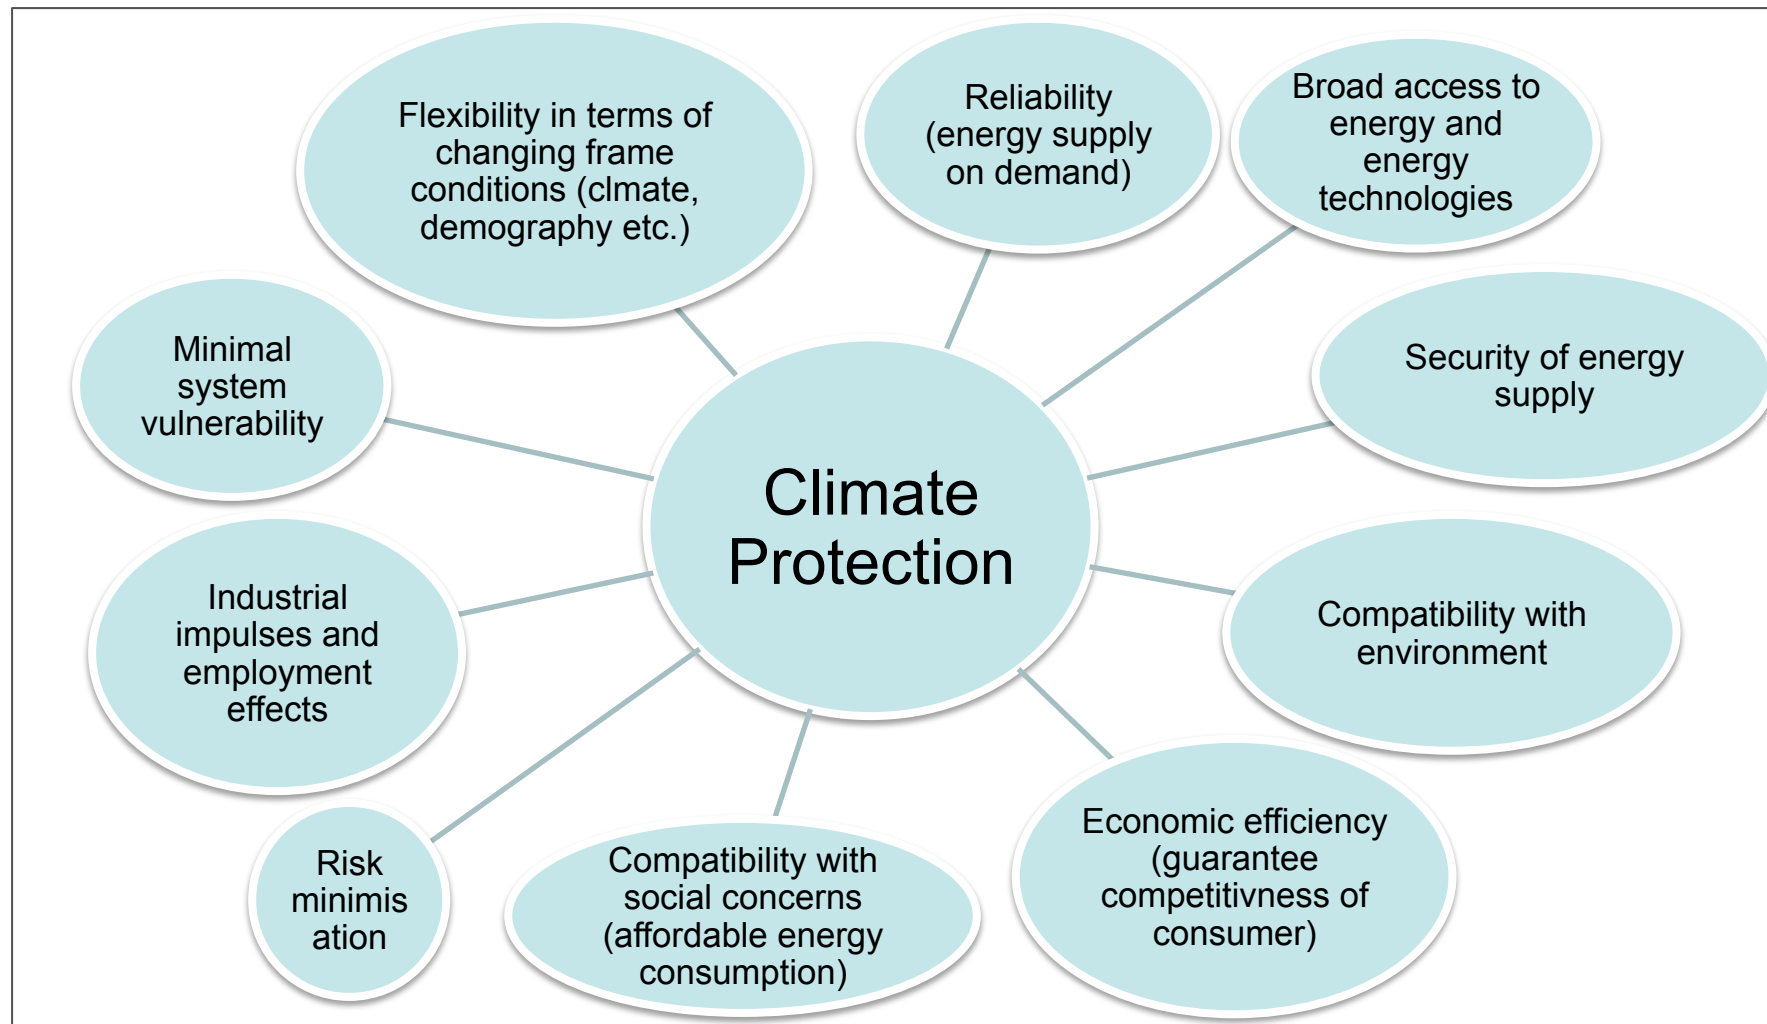 Flexibility in terms of
changing frame
conditions (clmate,
demography etc.)
Reliability
(energy supply
on demand)
Broad access to
energy and
energy
technologies
Minimal
system
vulnerability
Security of energy
supply
Climate
Protection
Industrial
impulses and
employment
effects
Compatibility with
environment
Risk
minimis
ation
Compatibility with
social concerns
(affordable energy
consumption)
Economic efficiency
(guarantee
competitivness of
consumer)